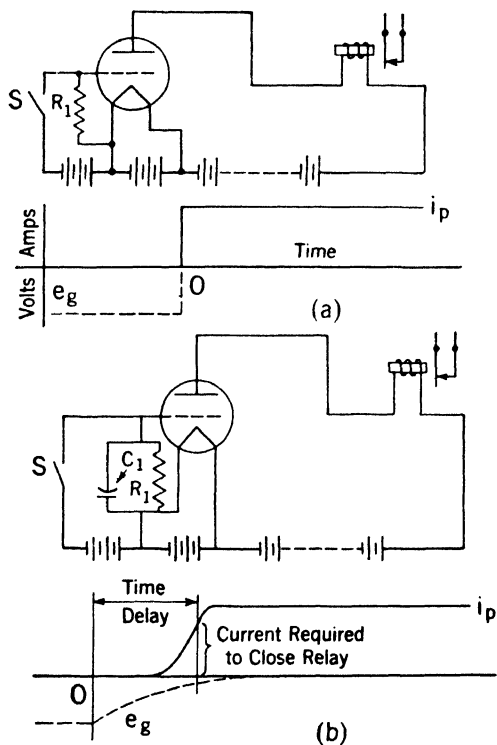 S
R1
Amps
Volts
ip
Time
eg
O
(a)
S
C1
R1
Time
Delay
ip
Current Required
to Close Relay
O
eg
(b)